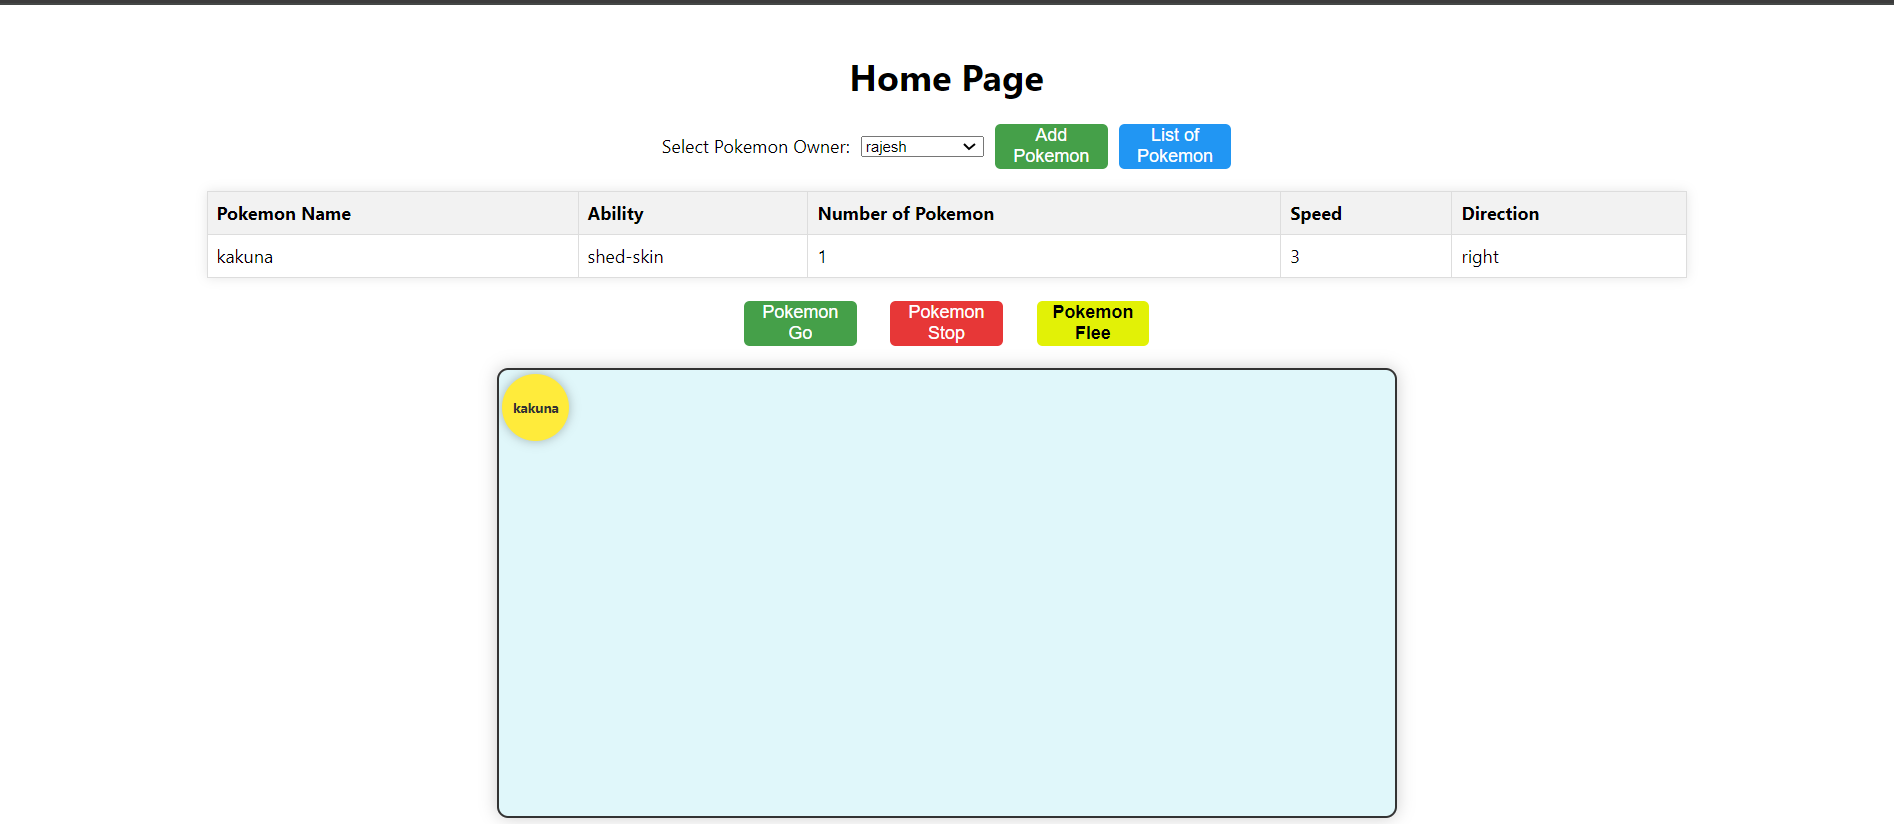 Home Page
Select Pokemon Owner: rajesh Add Pokemon List of Pokemon
Pokemon Name Ability Number of Pokemon Speed Direction
kakuna shed-skin 1 3 right
Pokemon Go Pokemon Stop Pokemon Flee
kakuna